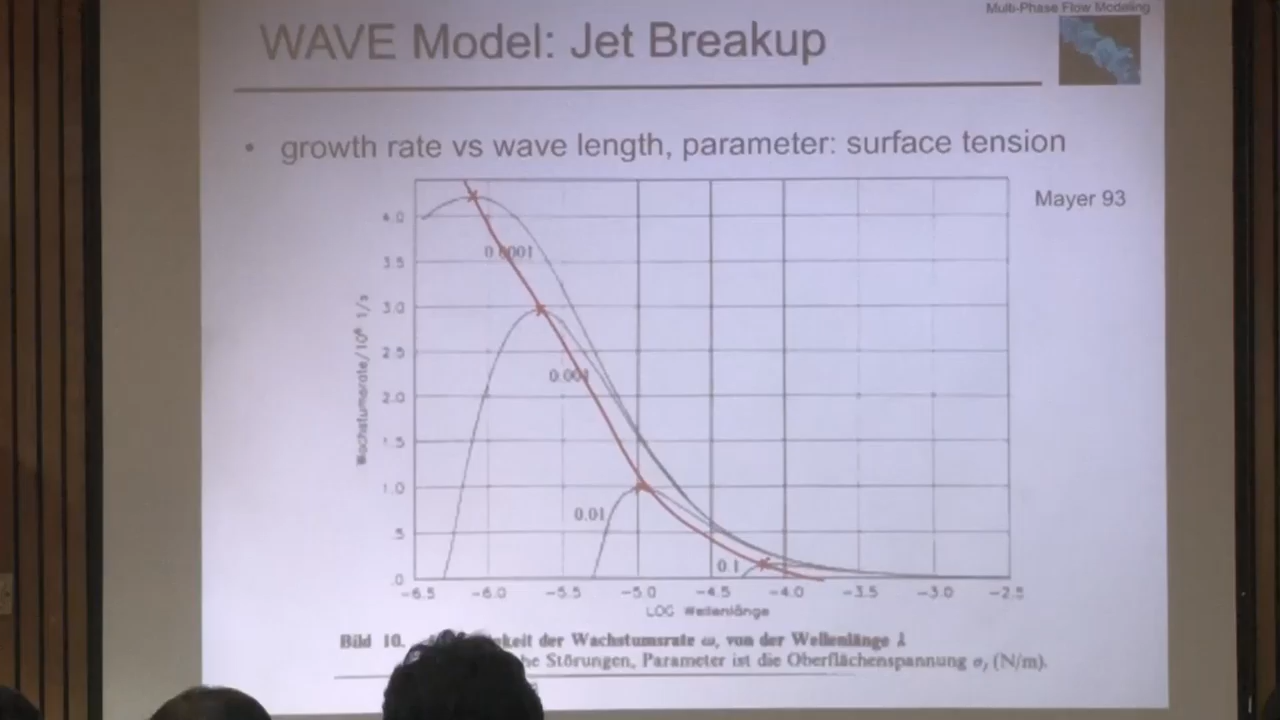 Multi-Phase Flow Modeling
WAVE Model: Jet Breakup
• growth rate vs wave length, parameter: surface tension
Mayer 93
4.0
3.5
3.0
2.5
2.0
1.5
1.0
.5
.0
Wachstumsrate/10⁶ 1/s
0.0001
0.001
0.01
0.1
-6.5 -6.0 -5.5 -5.0 -4.5 -4.0 -3.5 -3.0 -2.5
LOG Wellenlänge
Bild 10. keit der Wachstumsrate ω, von der Wellenlänge λ
he Störungen, Parameter ist die Oberflächenspannung σ, (N/m).